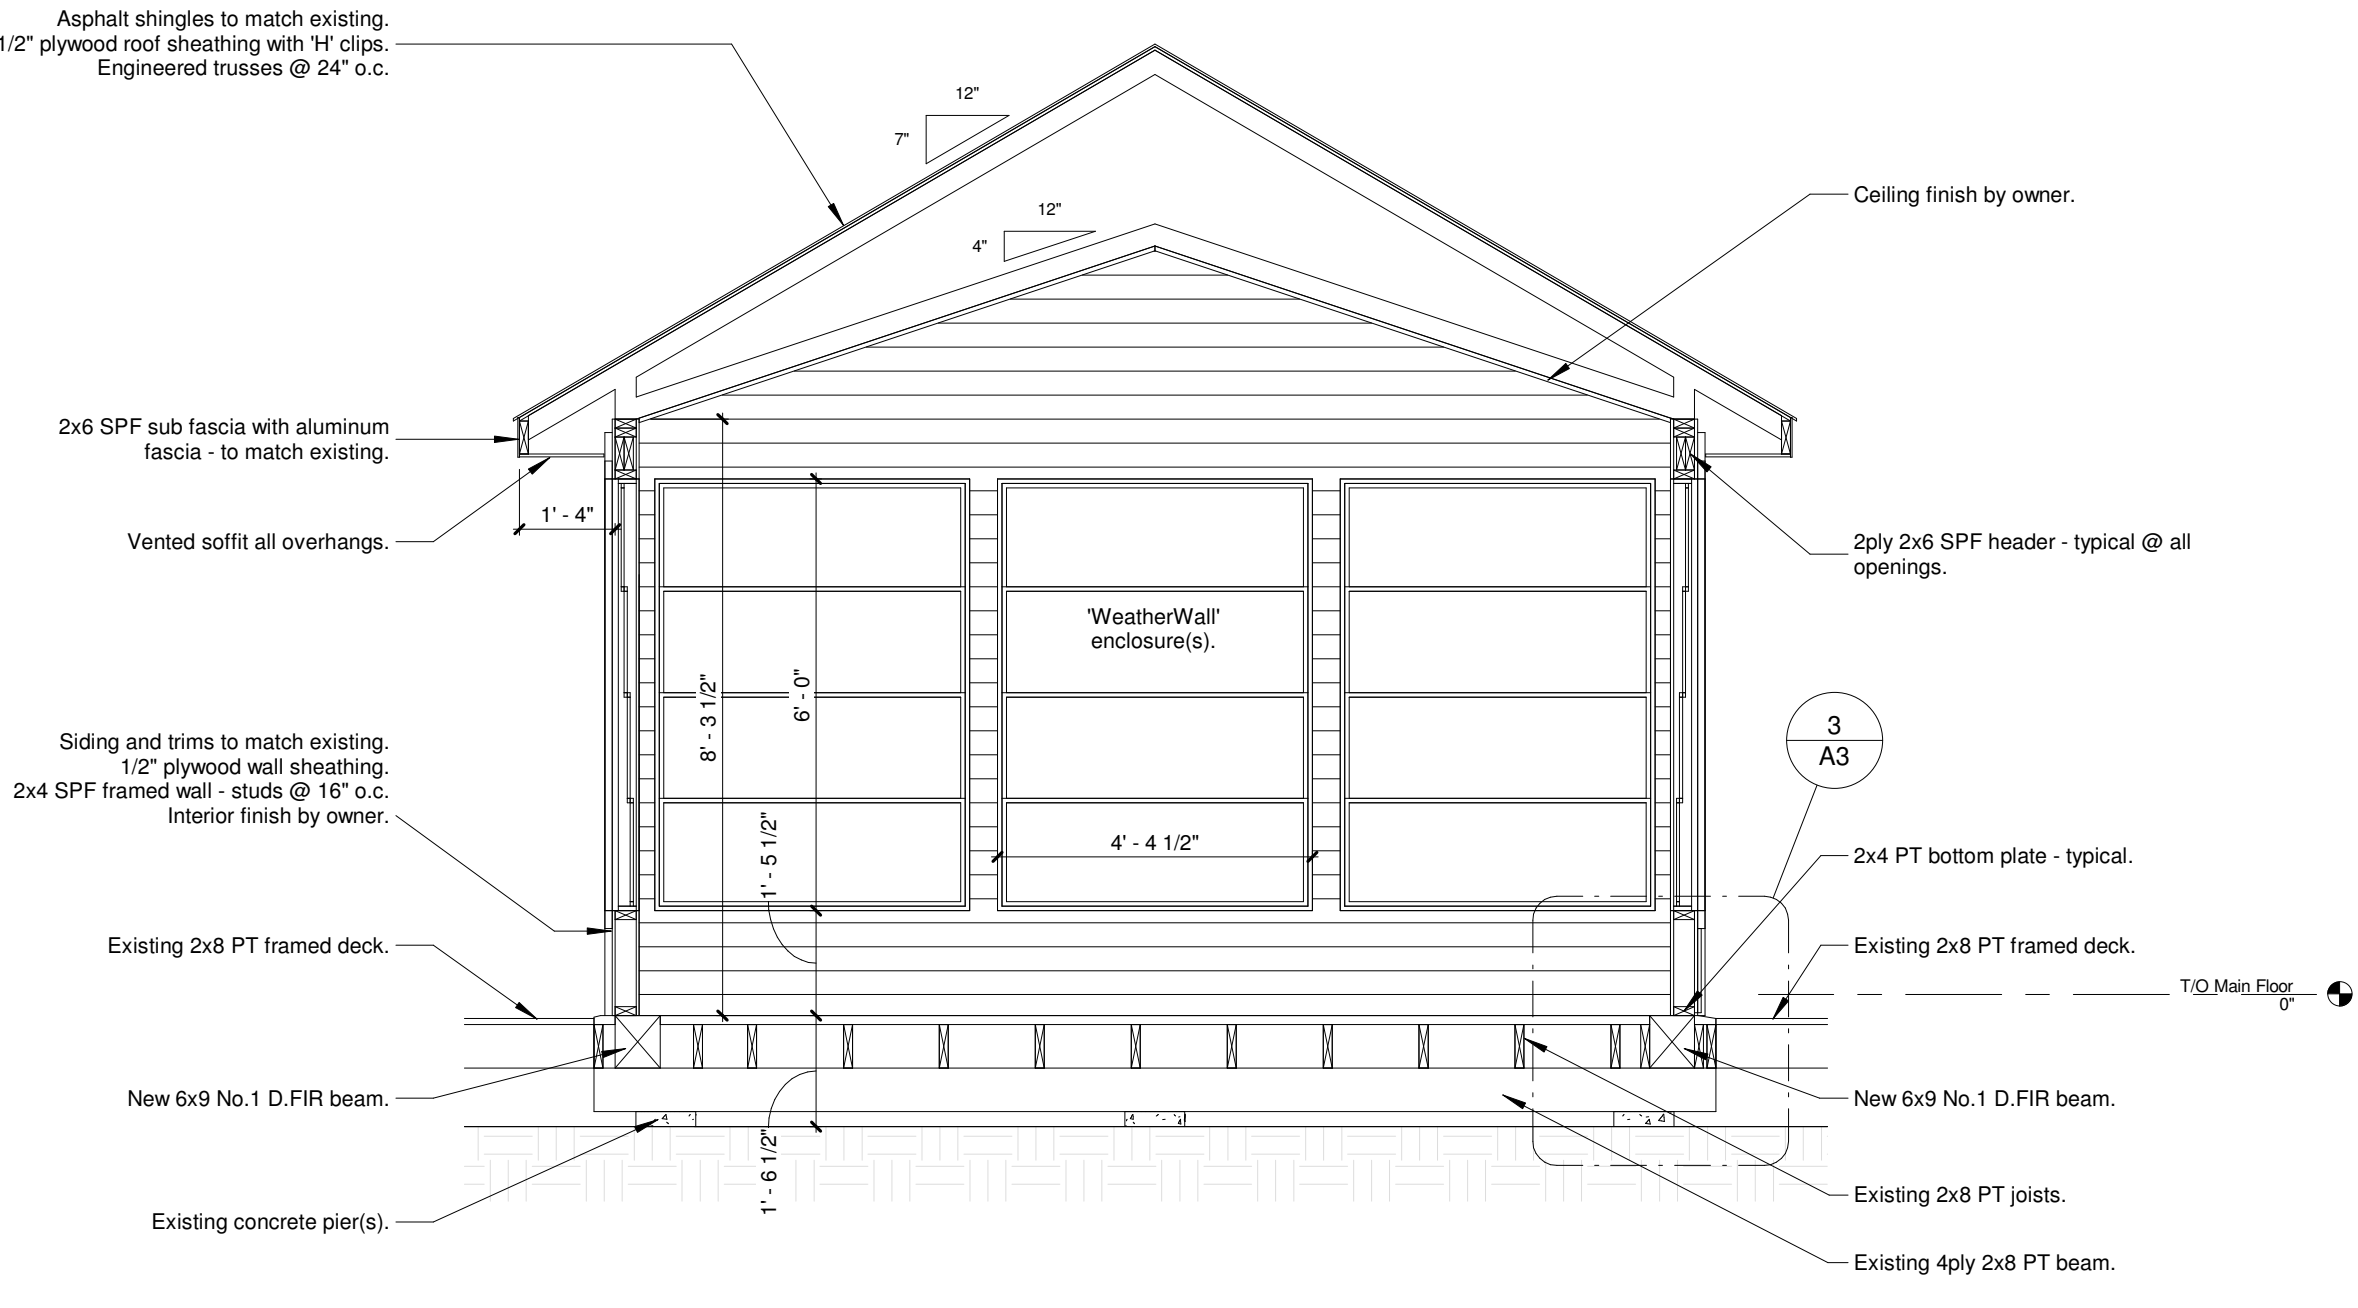 Asphalt shingles to match existing.
1/2" plywood roof sheathing with 'H' clips.
Engineered trusses @ 24" o.c.
12"
7"
12"
4"
Ceiling finish by owner.
2x6 SPF sub fascia with aluminum
fascia - to match existing.
1' - 4"
Vented soffit all overhangs.
2ply 2x6 SPF header - typical @ all
openings.
'WeatherWall'
enclosure(s).
8' - 3 1/2"
6' - 0"
3
A3
Siding and trims to match existing.
1/2" plywood wall sheathing.
2x4 SPF framed wall - studs @ 16" o.c.
Interior finish by owner.
1' - 5 1/2"
4' - 4 1/2"
2x4 PT bottom plate - typical.
Existing 2x8 PT framed deck.
Existing 2x8 PT framed deck.
T/O Main Floor
0"
New 6x9 No.1 D.FIR beam.
New 6x9 No.1 D.FIR beam.
1' - 6 1/2"
Existing 2x8 PT joists.
Existing concrete pier(s).
Existing 4ply 2x8 PT beam.